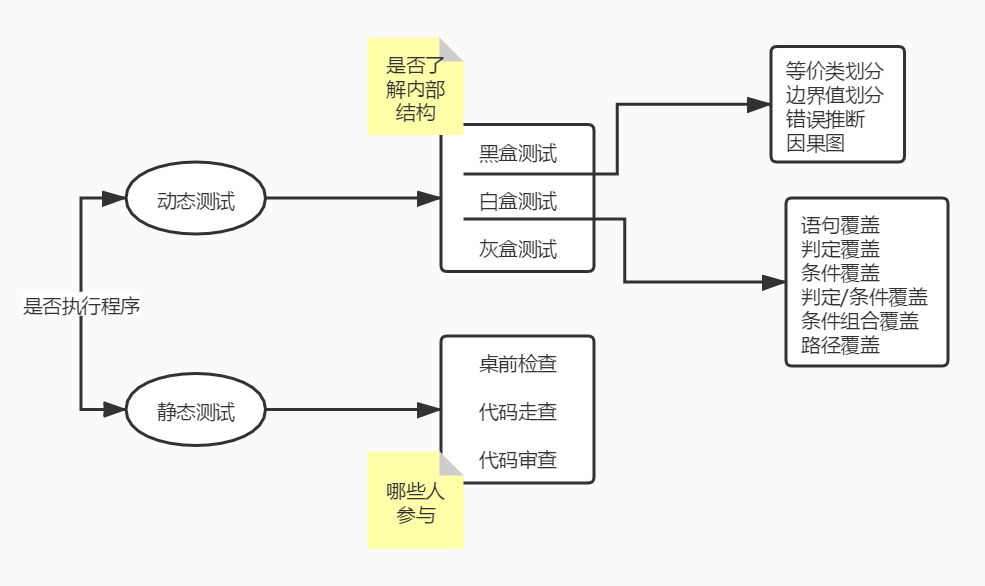 是否了
解内部
结构
黑盒测试
白盒测试
灰盒测试
等价类划分
边界值划分
错误推断
因果图
语句覆盖
判定覆盖
条件覆盖
判定/条件覆盖
条件组合覆盖
路径覆盖
动态测试
是否执行程序
静态测试
桌前检查
代码走查
代码审查
哪些人
参与